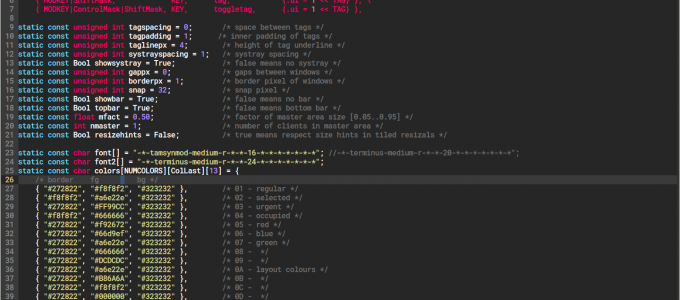 { MODKEY|ShiftMask, KEY, tag, {.ui = 1 << TAG} }, \
7 { MODKEY|ControlMask|ShiftMask, KEY, toggletag, {.ui = 1 << TAG} },
8
9 static const unsigned int tagspacing = 0; /* space between tags */
10 static const unsigned int tagpadding = 1; /* inner padding of tags */
11 static const unsigned int taglinepx = 4; /* height of tag underline */
12 static const unsigned int systrayspacing = 1; /* systray spacing */
13 static const Bool showsystray = True; /* false means no systray */
14 static const unsigned int gappx = 0; /* gaps between windows */
15 static const unsigned int borderpx = 1; /* border pixel of windows */
16 static const unsigned int snap = 32; /* snap pixel */
17 static const Bool showbar = True; /* false means no bar */
18 static const Bool topbar = True; /* false means bottom bar */
19 static const float mfact = 0.50; /* factor of master area size [0.05..0.95] */
20 static const int nmaster = 1; /* number of clients in master area */
21 static const Bool resizehints = False; /* true means respect size hints in tiled resizals */
22
23 static const char font[] = "-*-tamsynmod-medium-r-*-*-16-*-*-*-*-*-*-*"; //-*-terminus-medium-r-*-*-20-*-*-*-*-*-*-*";
24 static const char font2[] = "-*-terminus-medium-r-*-*-24-*-*-*-*-*-*-*";
25 static const char colors[NUMCOLORS][ColLast][13] = {
26 /* border fg bg */
27 { "#272822", "#f8f8f2", "#323232" }, /* 01 - regular */
28 { "#f8f8f2", "#a6e22e", "#323232" }, /* 02 - selected */
29 { "#272822", "#FF99CC", "#323232" }, /* 03 - urgent */
30 { "#f8f8f2", "#666666", "#323232" }, /* 04 - occupied */
31 { "#272822", "#f92672", "#323232" }, /* 05 - red */
32 { "#272822", "#66d9ef", "#323232" }, /* 06 - blue */
33 { "#272822", "#a6e22e", "#323232" }, /* 07 - green */
34 { "#272822", "#666666", "#323232" }, /* 08 - */
35 { "#272822", "#DCDCDC", "#323232" }, /* 09 - */
36 { "#272822", "#a6e22e", "#323232" }, /* 0A - layout colours */
37 { "#272822", "#B86A6A", "#323232" }, /* 0B - */
38 { "#272822", "#f8f8f2", "#323232" }, /* 0C - */
39 { "#272822", "#000000", "#323232" }, /* 0D - */